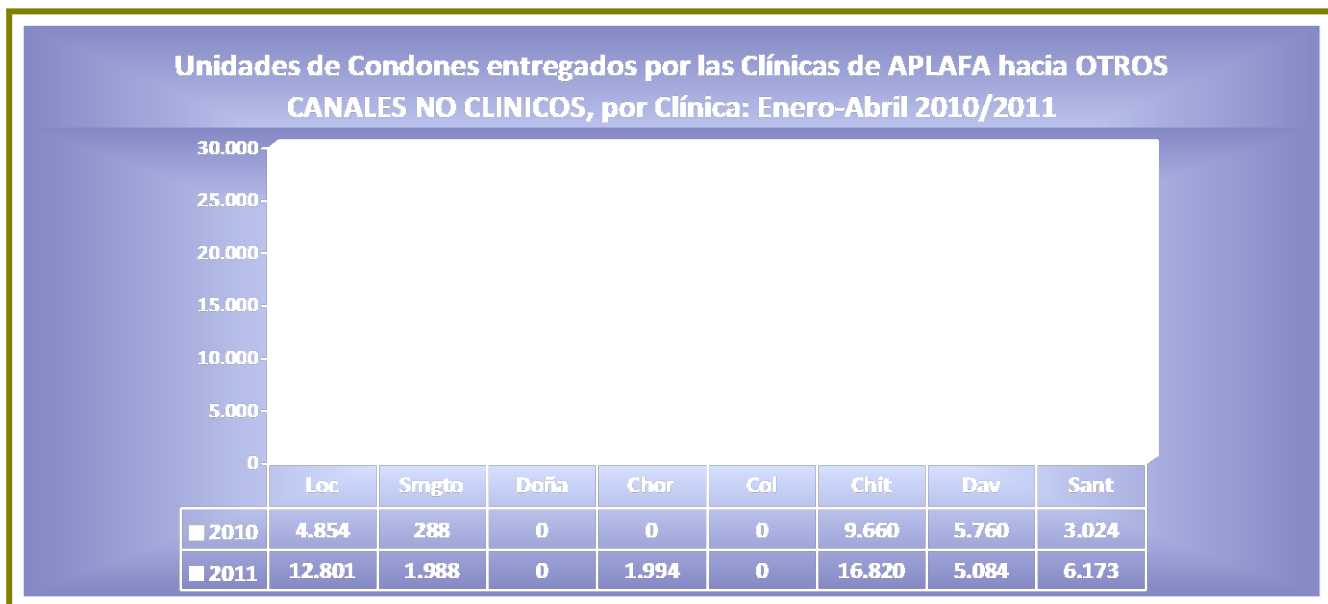 Unidades de Condones entregados por las Clínicas de APLAFA hacia OTROS
CANALES NO CLINICOS, por Clínica: Enero-Abril 2010/2011
30.000
25.000
20.000
15.000
10.000
5.000
0
Loc Smgto Doña Chor Col Chit Dav Sant
2010 4.854 288 0 0 0 9.660 5.760 3.024
2011 12.801 1.988 0 1.994 0 16.820 5.084 6.173